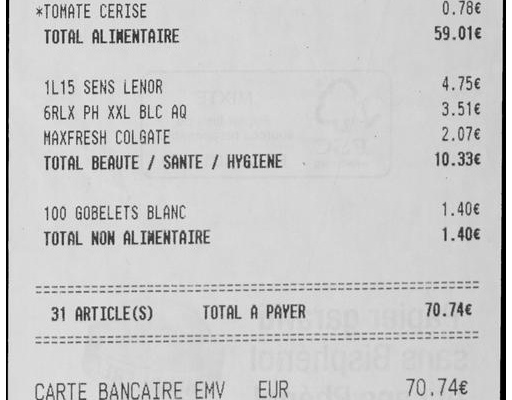 *TOMATE CERISE 0.78€
TOTAL ALIMENTAIRE 59.01€
1L15 SENS LENOR 4.75€
6RLX PH XXL BLC AQ 3.51€
MAXFRESH COLGATE 2.07€
TOTAL BEAUTE / SANTE / HYGIENE 10.33€
100 GOBELETS BLANC 1.40€
TOTAL NON ALIMENTAIRE 1.40€
31 ARTICLE(S) TOTAL A PAYER 70.74€
CARTE BANCAIRE EMV EUR 70.74€